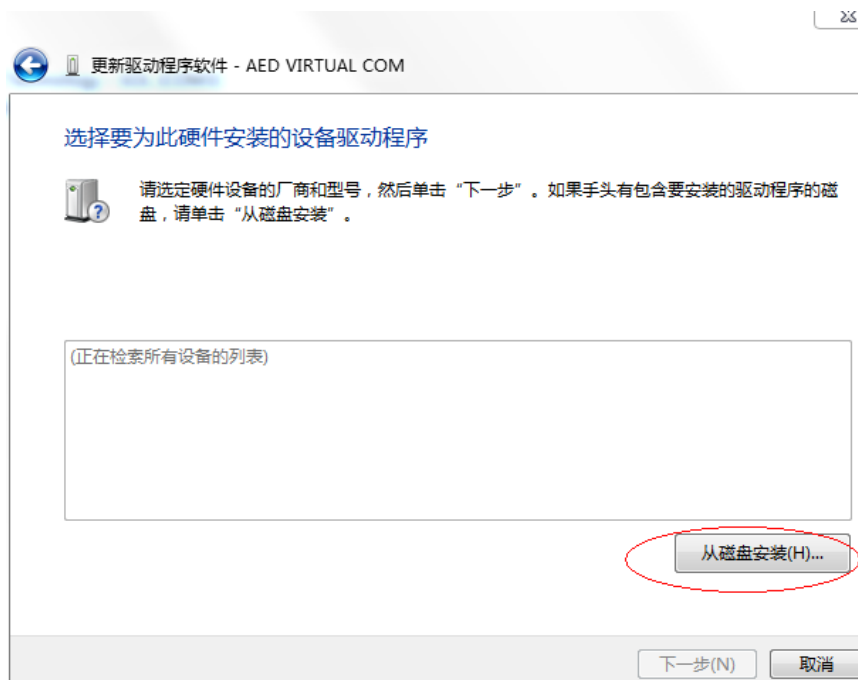 更新驱动程序软件 - AED VIRTUAL COM
选择要为此硬件安装的设备驱动程序
请选定硬件设备的厂商和型号，然后单击“下一步”。如果手头有包含要安装的驱动程序的磁
盘，请单击“从磁盘安装”。
(正在检索所有设备的列表)
从磁盘安装(H)...
下一步(N)
取消